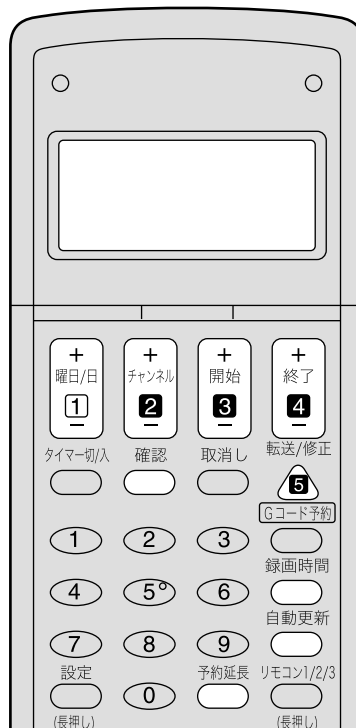 + + + +
曜日/日 チャンネル 開始 終了
1 2 3 4
− − − −
タイマー切/入 確認 取消し 転送/修正
5
Gコード予約
1 2 3
録画時間
4 5 6
自動更新
7 8 9
設定 予約延長 リモコン1/2/3
0
(長押し) (長押し)